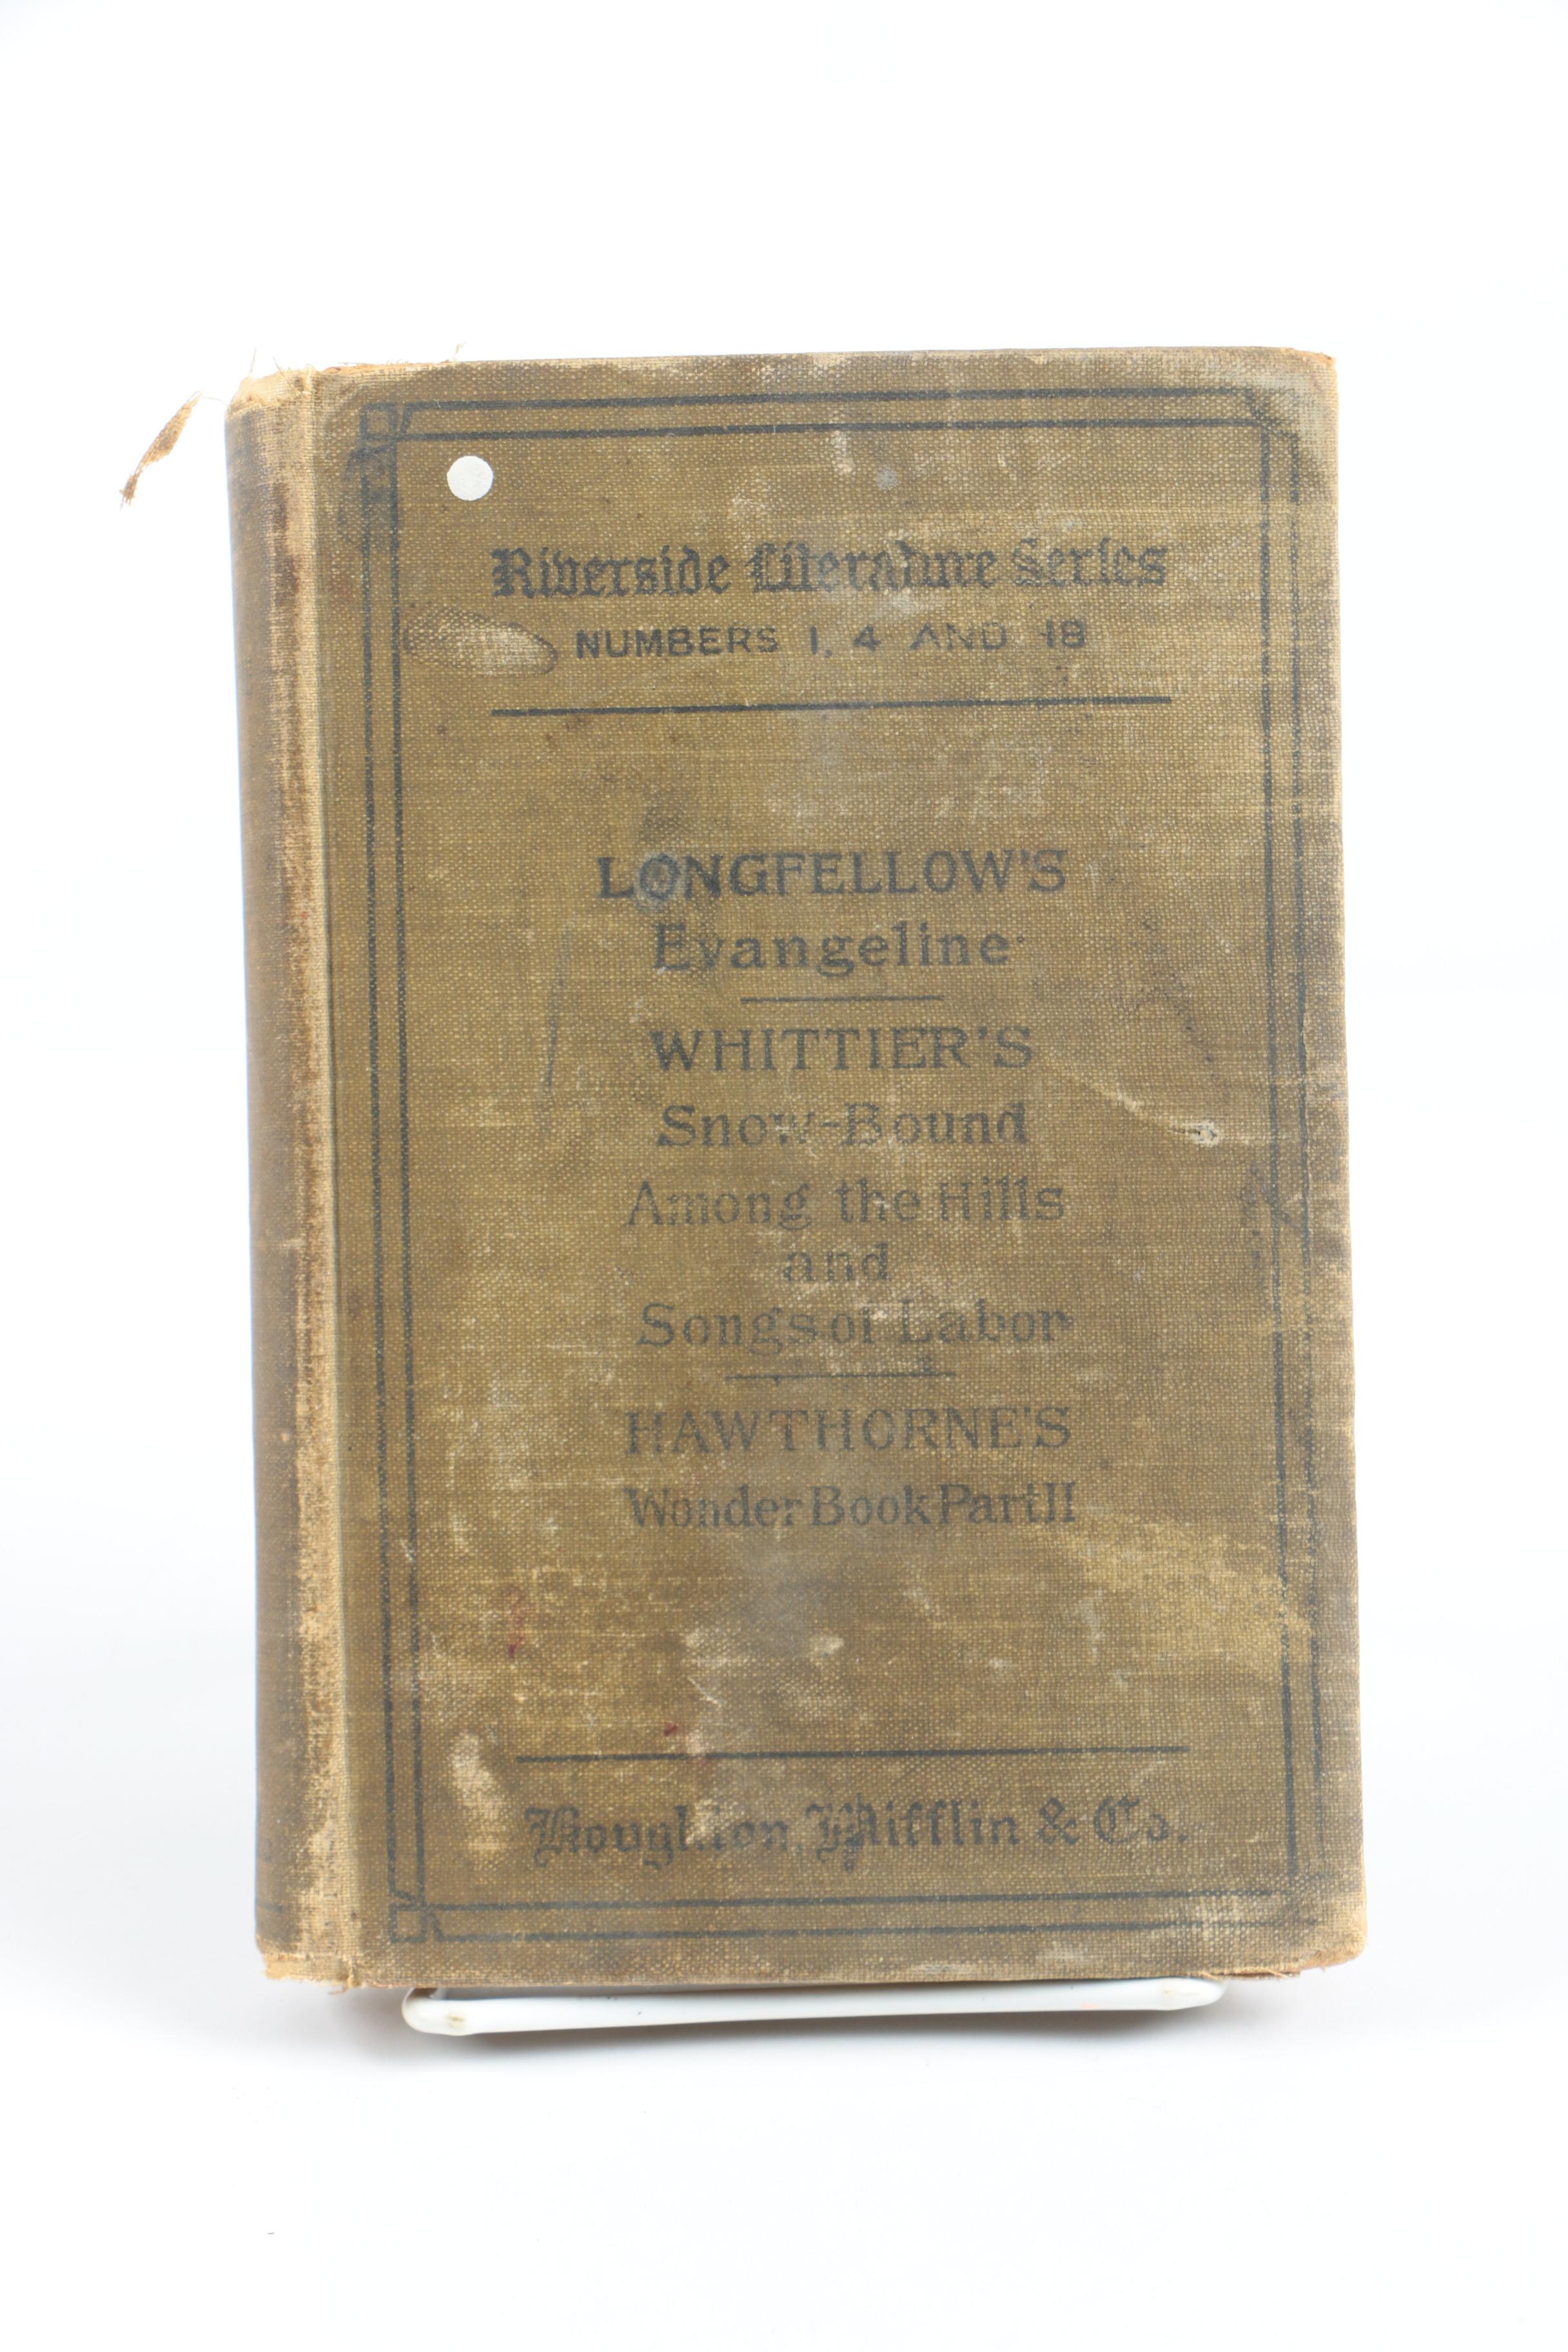 Riverside Literature Series
NUMBERS 1, 4 AND 18
LONGFELLOW'S
Evangeline
WHITTIER'S
Snow-Bound
Among the Hills
and
Songs of Labor
HAWTHORNE'S
Wonder Book Part II
Houghton, Mifflin & Co.